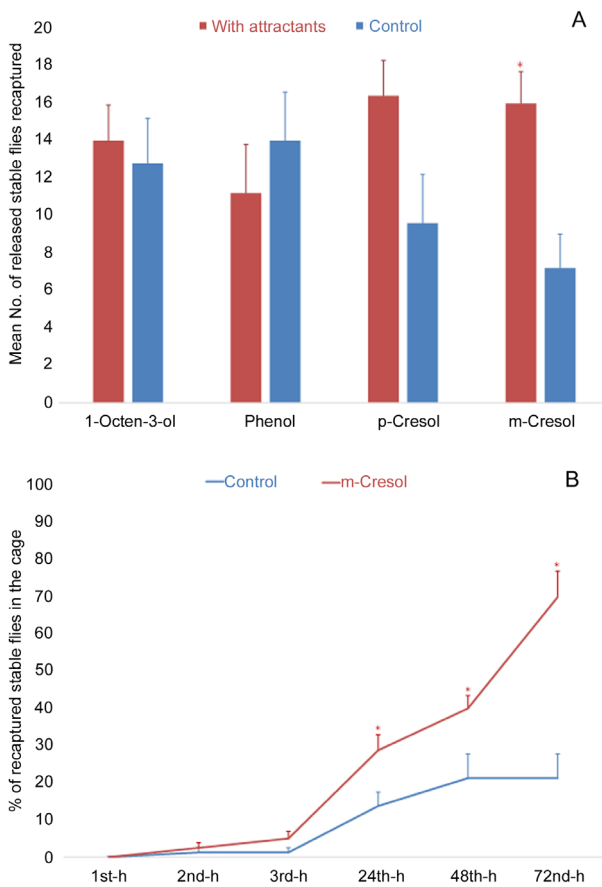 A
With attractants Control
Mean No. of released stable flies recaptured
20
18
16
14
12
10
8
6
4
2
0
*
1-Octen-3-ol Phenol p-Cresol m-Cresol
B
Control m-Cresol
% of recaptured stable flies in the cage
100
90
80
70
60
50
40
30
20
10
0
* * *
1st-h 2nd-h 3rd-h 24th-h 48th-h 72nd-h